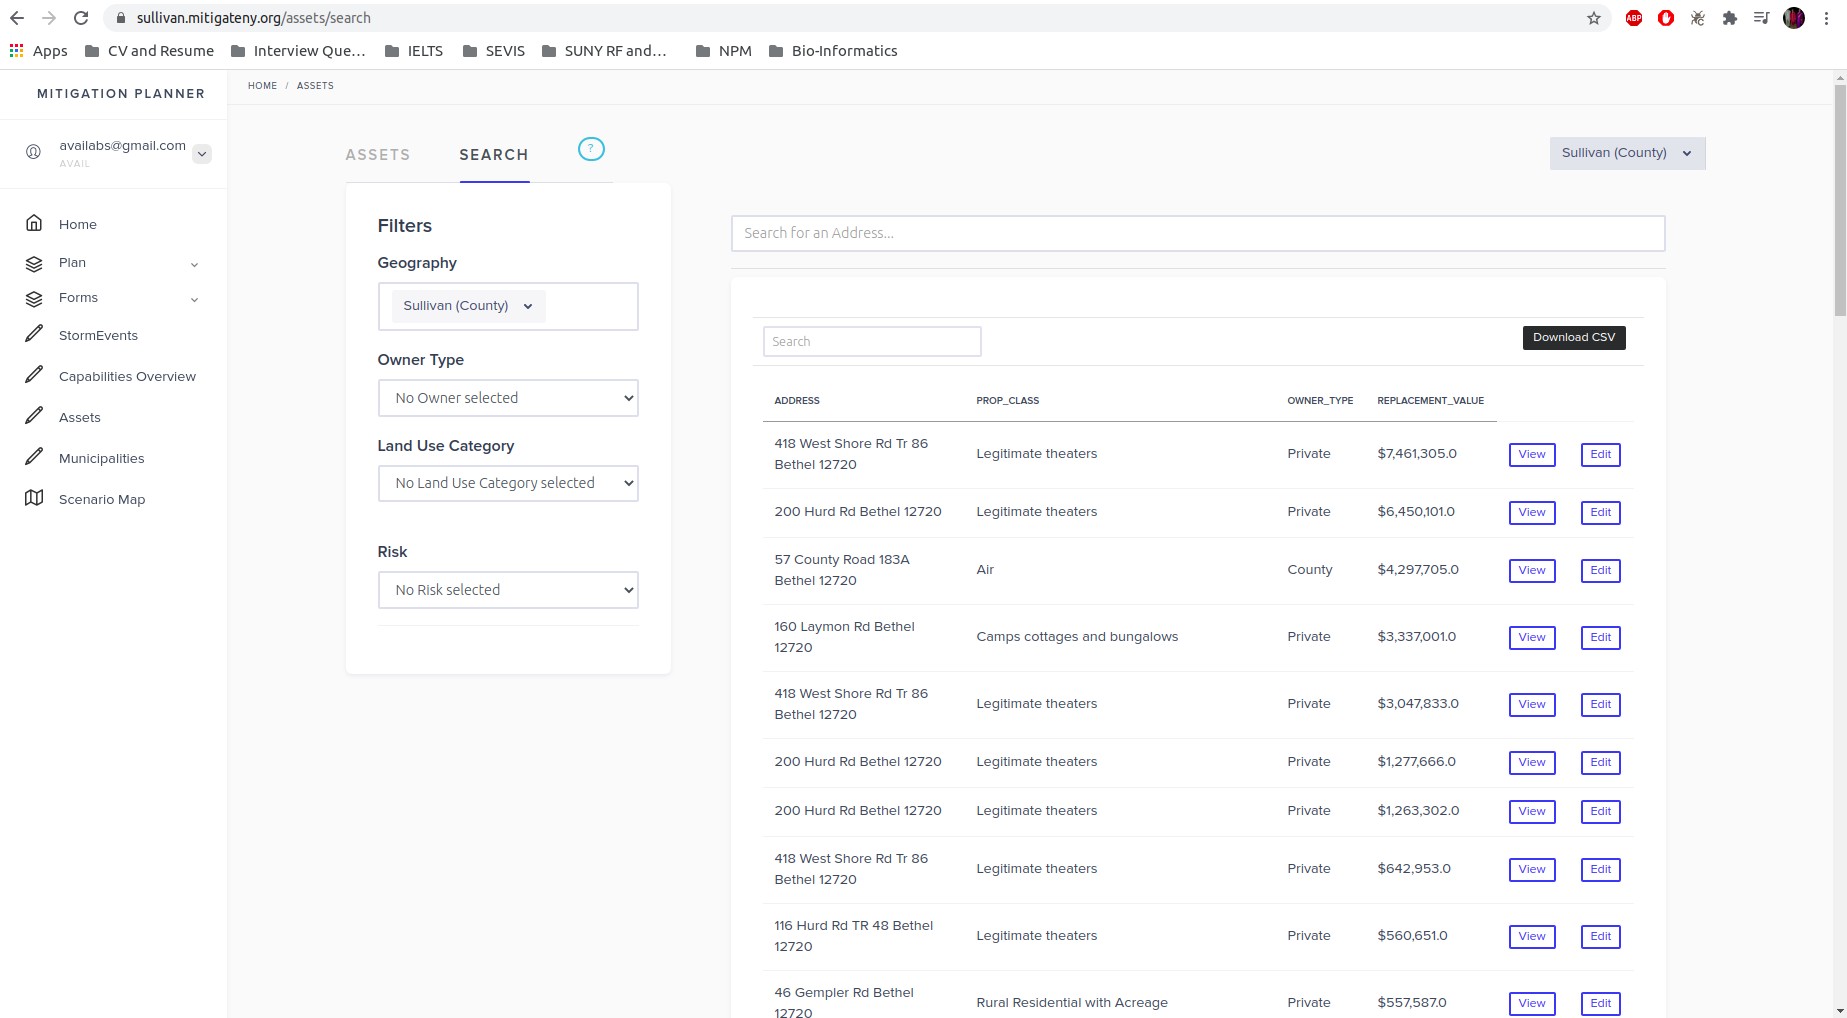 sullivan.mitigateny.org/assets/search
ABP
Apps
CV and Resume
Interview Que...
IELTS
SEVIS
SUNY RF and...
NPM
Bio-Informatics
MITIGATION PLANNER
HOME / ASSETS
availabs@gmail.com
AVAIL
Home
Plan
Forms
StormEvents
Capabilities Overview
Assets
Municipalities
Scenario Map
ASSETS
SEARCH
?
Sullivan (County)
Filters
Geography
Sullivan (County)
Owner Type
No Owner selected
Land Use Category
No Land Use Category selected
Risk
No Risk selected
Search for an Address...
Search
Download CSV
ADDRESS PROP_CLASS OWNER_TYPE REPLACEMENT_VALUE
418 West Shore Rd Tr 86
Bethel 12720
Legitimate theaters Private $7,461,305.0 View Edit
200 Hurd Rd Bethel 12720 Legitimate theaters Private $6,450,101.0 View Edit
57 County Road 183A
Bethel 12720
Air County $4,297,705.0 View Edit
160 Laymon Rd Bethel
12720
Camps cottages and bungalows Private $3,337,001.0 View Edit
418 West Shore Rd Tr 86
Bethel 12720
Legitimate theaters Private $3,047,833.0 View Edit
200 Hurd Rd Bethel 12720 Legitimate theaters Private $1,277,666.0 View Edit
200 Hurd Rd Bethel 12720 Legitimate theaters Private $1,263,302.0 View Edit
418 West Shore Rd Tr 86
Bethel 12720
Legitimate theaters Private $642,953.0 View Edit
116 Hurd Rd TR 48 Bethel
12720
Legitimate theaters Private $560,651.0 View Edit
46 Gempler Rd Bethel
12720
Rural Residential with Acreage Private $557,587.0 View Edit